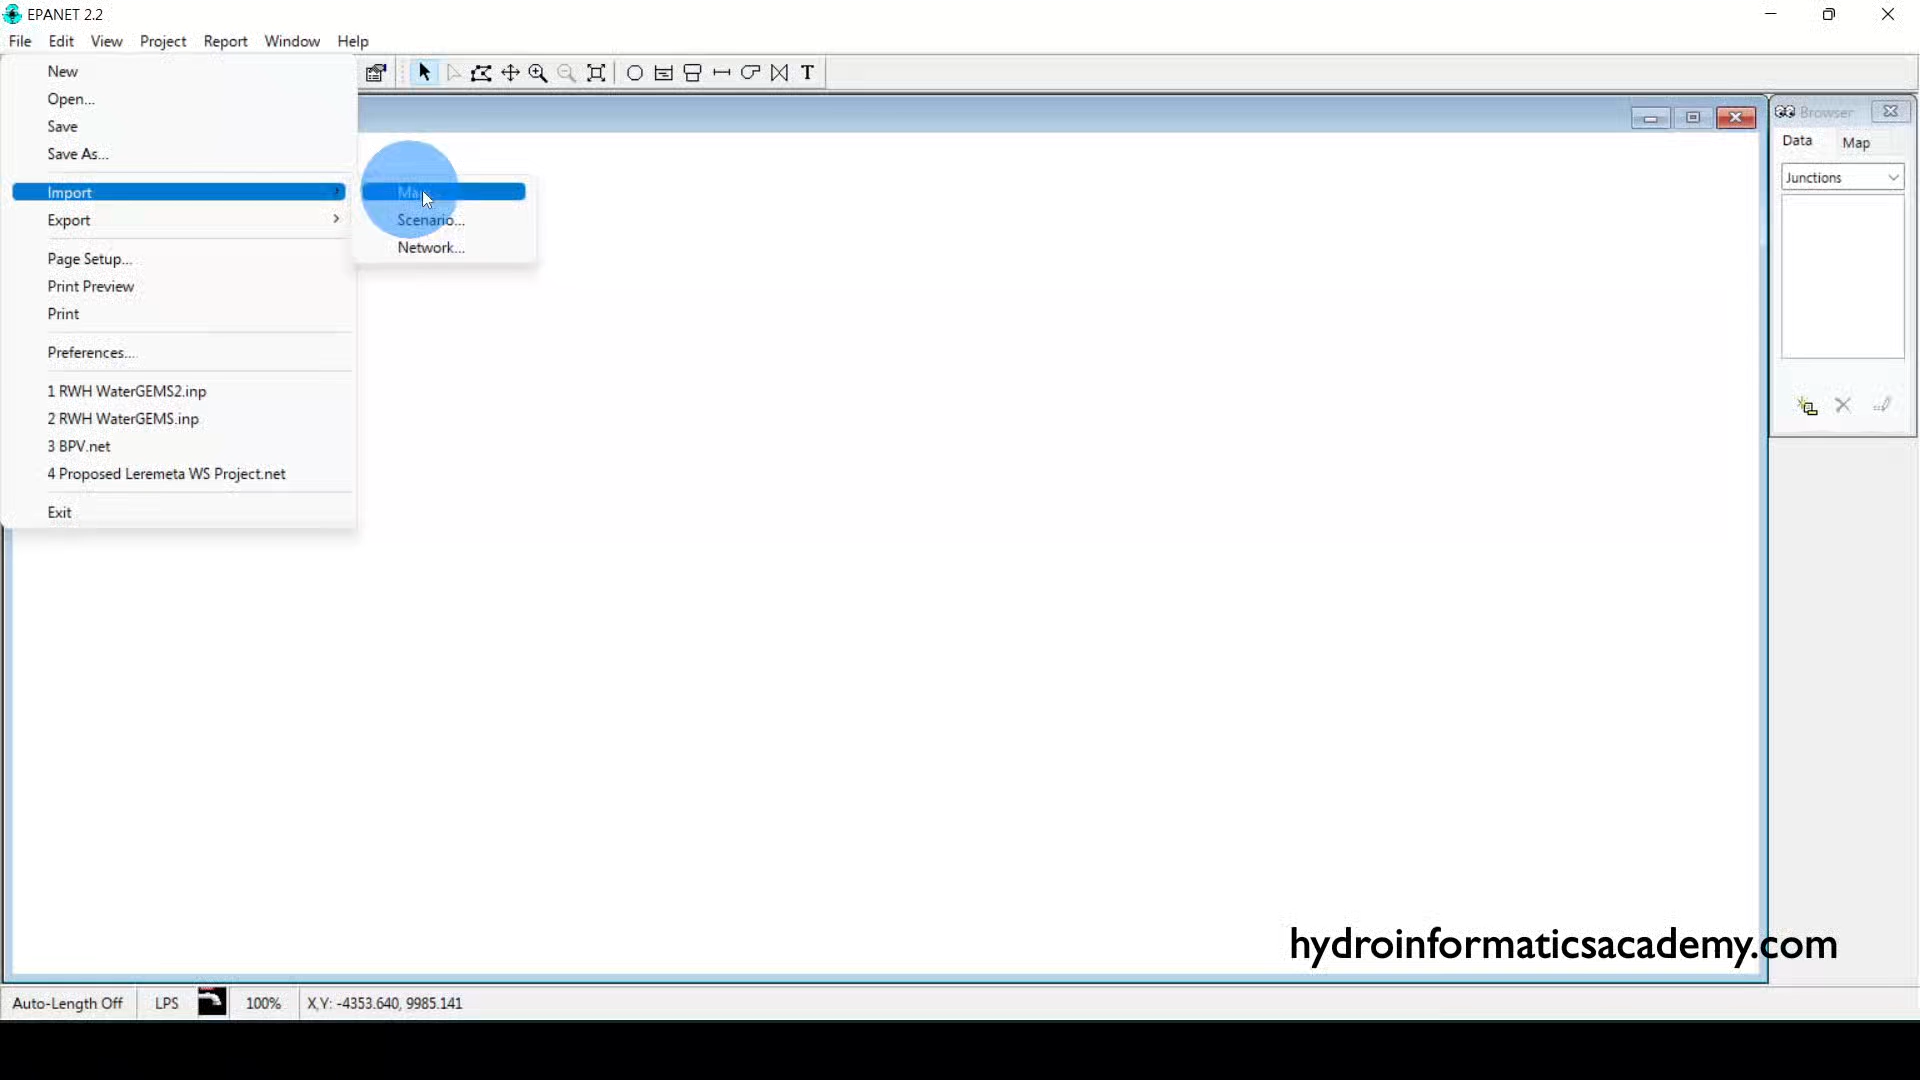 EPANET 2.2
File Edit View Project Report Window Help
New
Open...
Save
Save As...
Import
Export
Page Setup...
Print Preview
Print
Preferences...
1 RWH WaterGEMS2.inp
2 RWH WaterGEMS.inp
3 BPV.net
4 Proposed Leremeta WS Project.net
Exit
Scenario...
Network...
T
Browser
Data Map
Junctions
hydroinformaticsacademy.com
Auto-Length Off LPS 100% X,Y: -4353.640, 9985.141